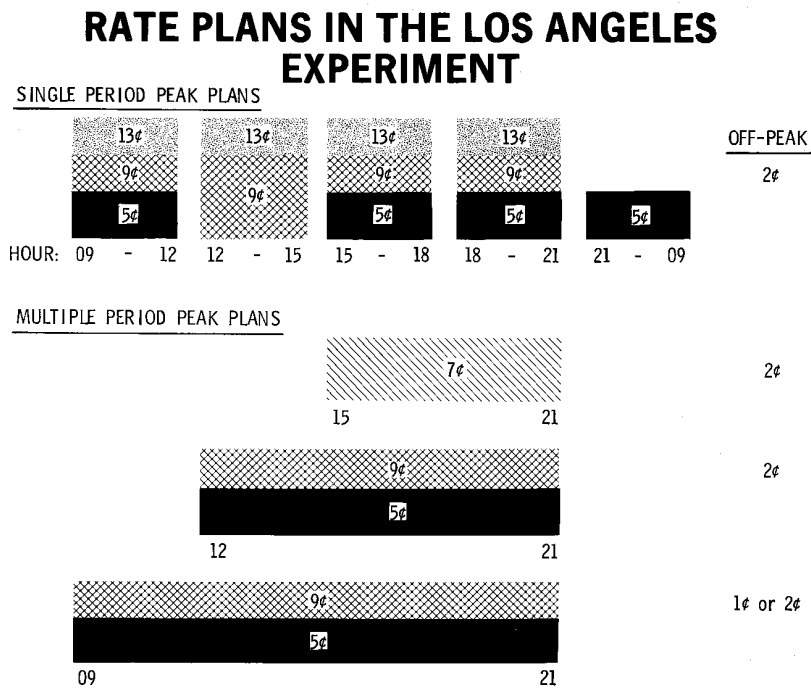 RATE PLANS IN THE LOS ANGELES
EXPERIMENT
SINGLE PERIOD PEAK PLANS
OFF-PEAK
13¢ 13¢ 13¢ 13¢
9¢ 9¢ 9¢ 9¢ 2¢
5¢ 5¢ 5¢ 5¢
HOUR: 09 - 12 12 - 15 15 - 18 18 - 21 21 - 09
MULTIPLE PERIOD PEAK PLANS
7¢ 2¢
15 21
9¢ 2¢
5¢
12 21
9¢ 1¢ or 2¢
5¢
09 21